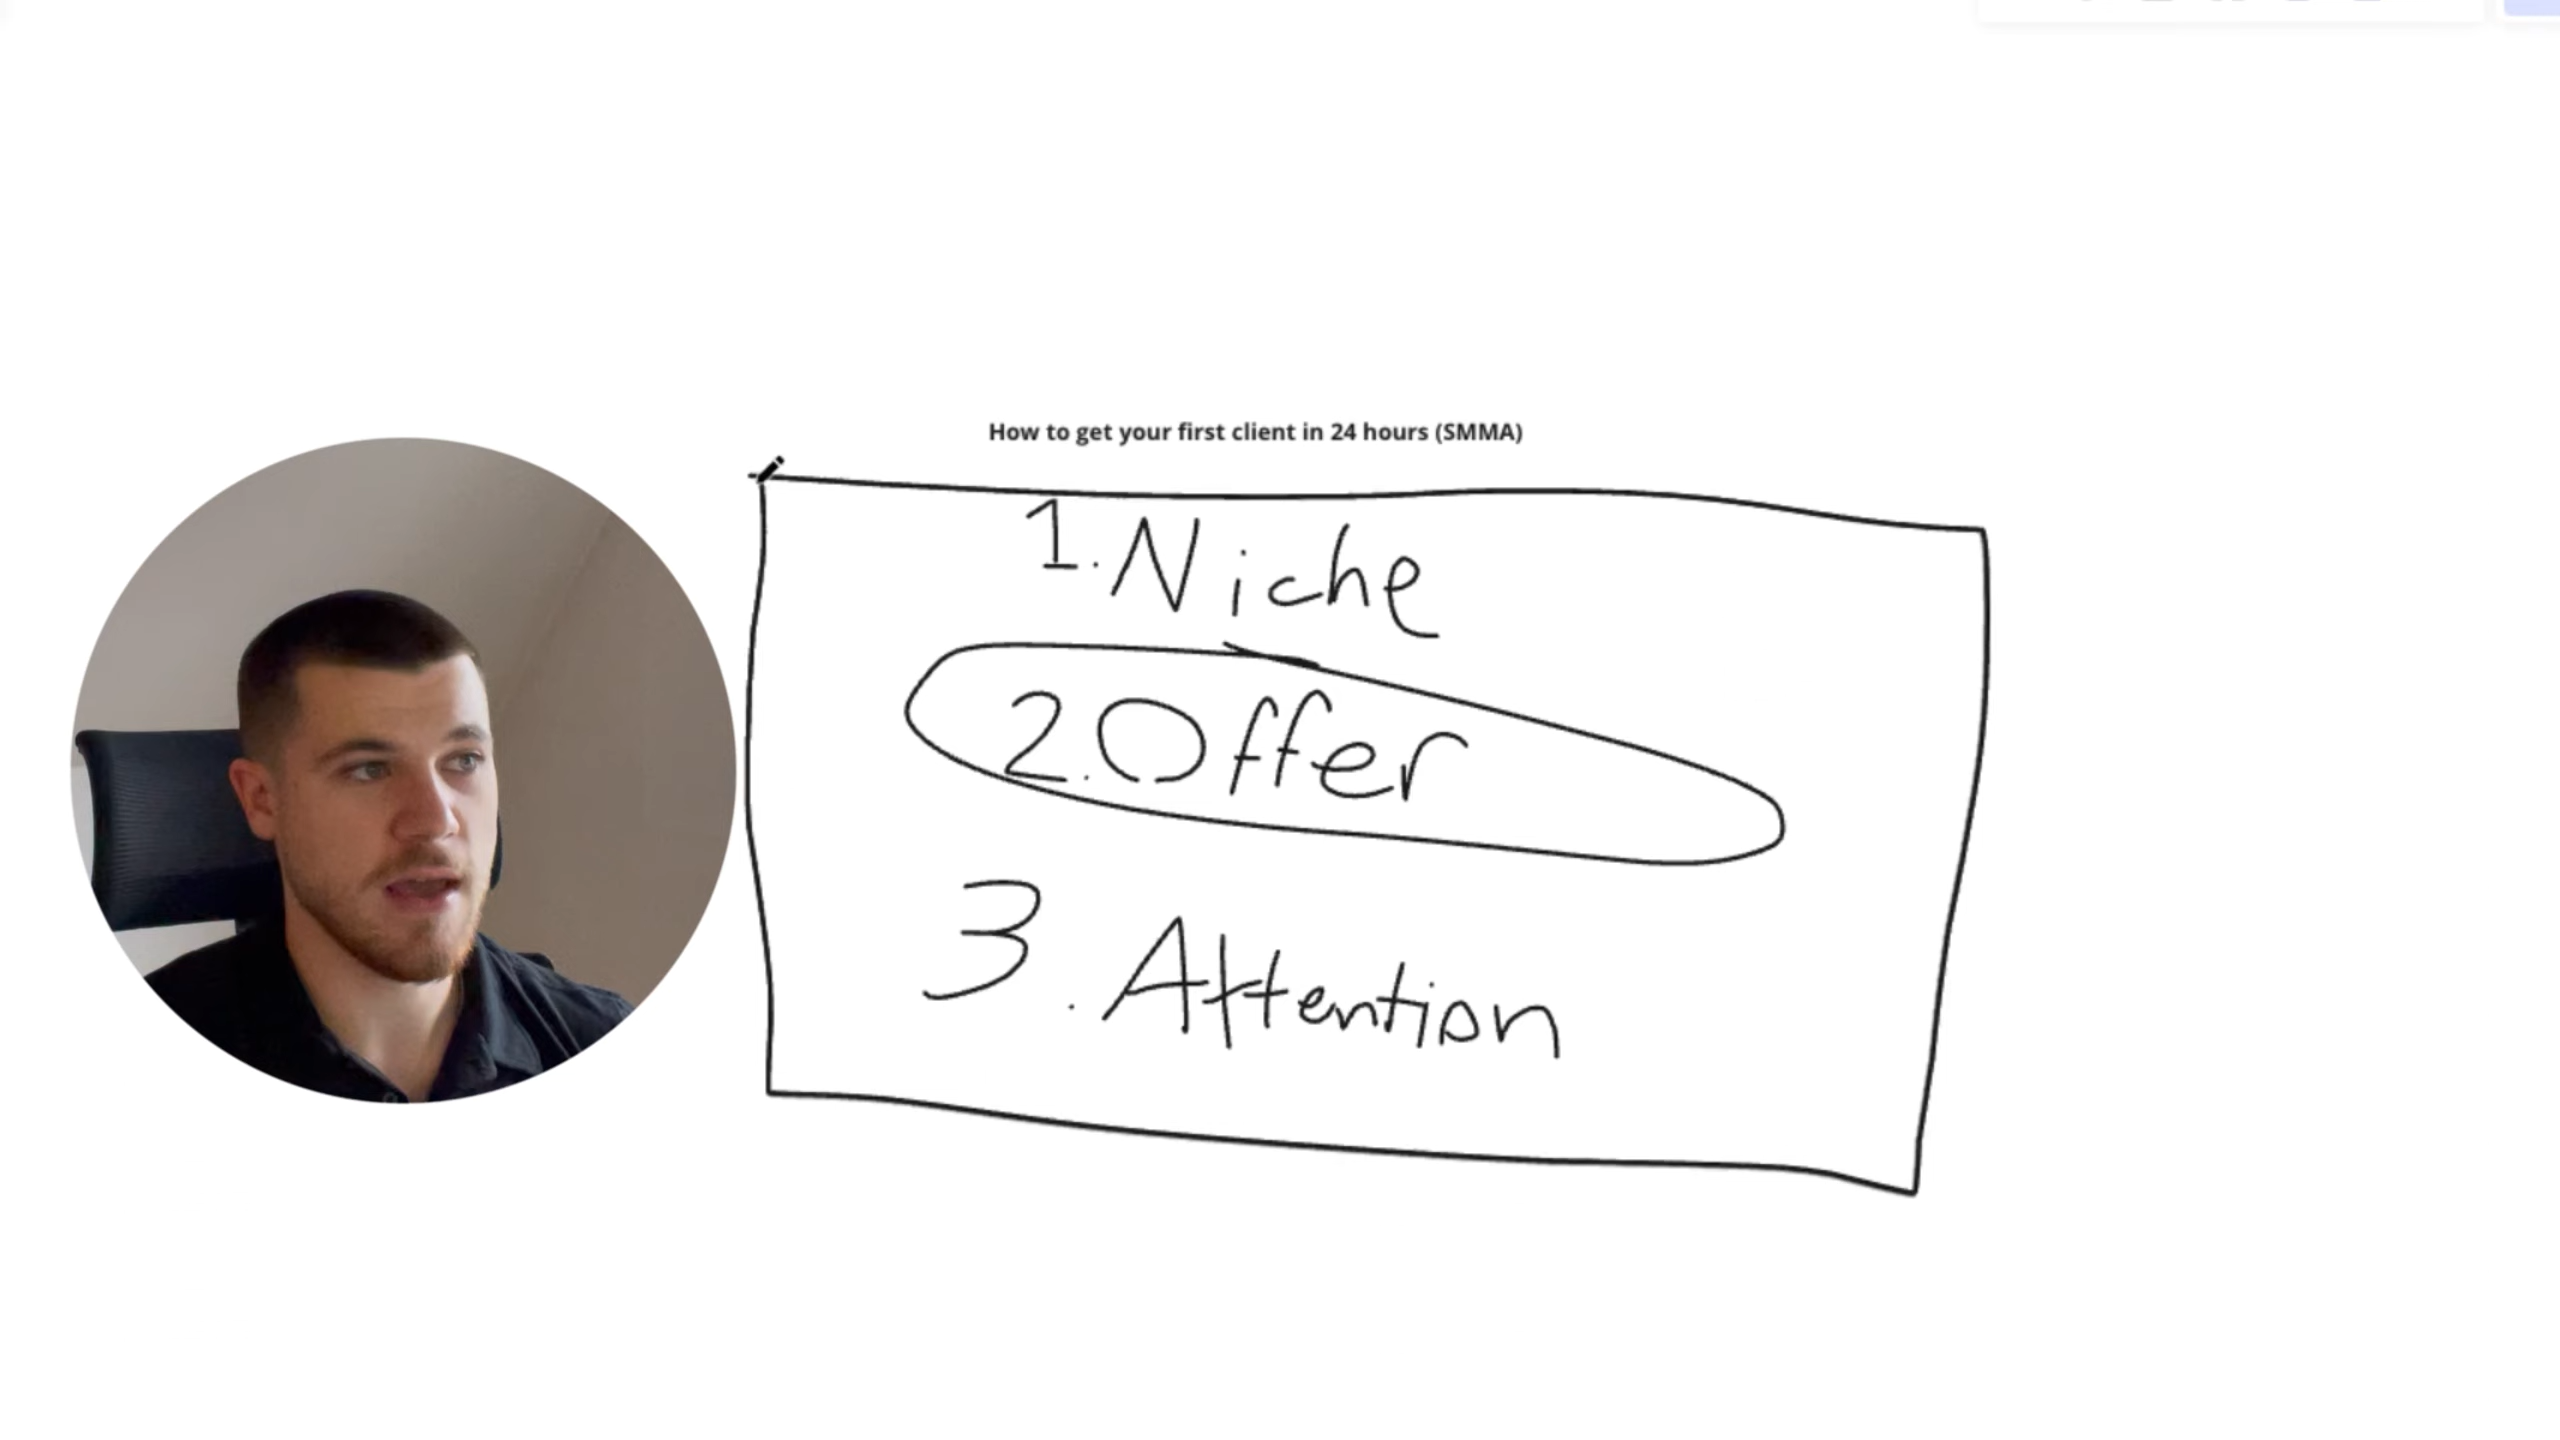 How to get your first client in 24 hours (SMMA)
1. Niche
2. Offer
3. Attention